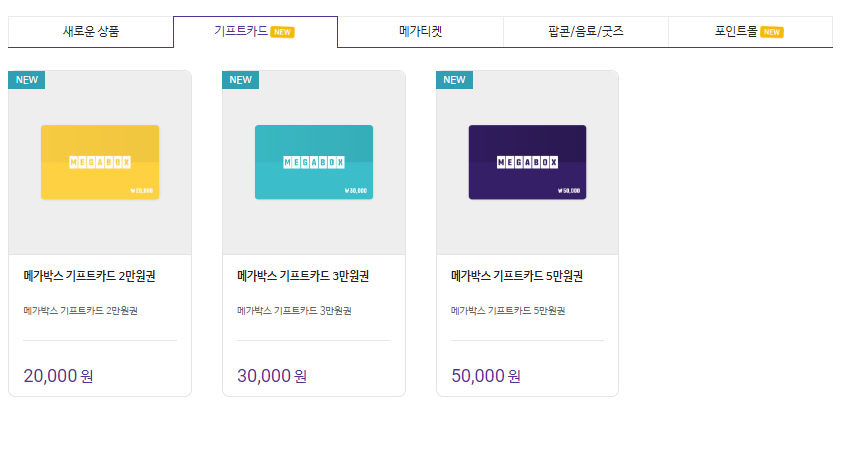 새로운 상품
기프트카드 NEW
메가티켓
팝콘/음료/굿즈
포인트몰 NEW
NEW
MEGABOX
₩20,000
메가박스 기프트카드 2만원권
메가박스 기프트카드 2만원권
20,000 원
NEW
MEGABOX
₩30,000
메가박스 기프트카드 3만원권
메가박스 기프트카드 3만원권
30,000 원
NEW
MEGABOX
₩50,000
메가박스 기프트카드 5만원권
메가박스 기프트카드 5만원권
50,000 원